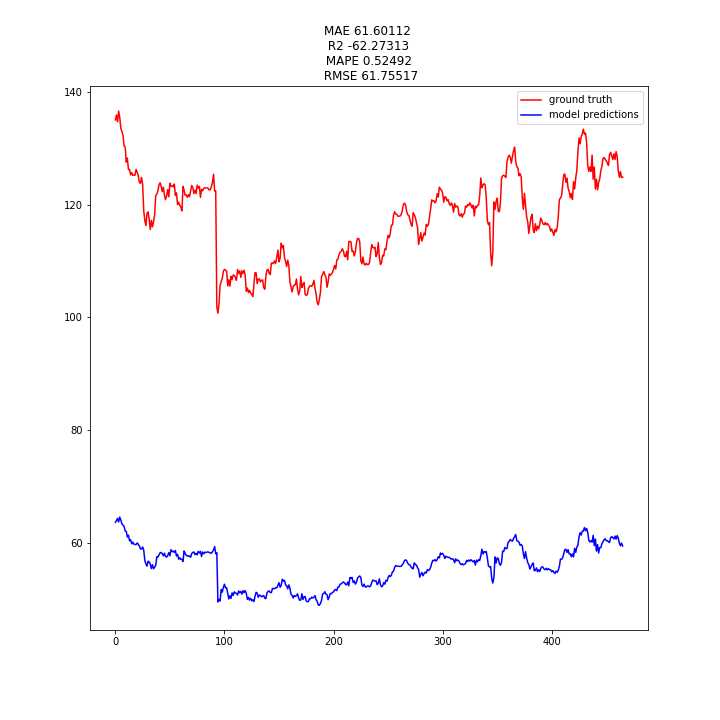 MAE 61.60112
R2 -62.27313
MAPE 0.52492
RMSE 61.75517
ground truth
model predictions
140
120
100
80
60
0 100 200 300 400